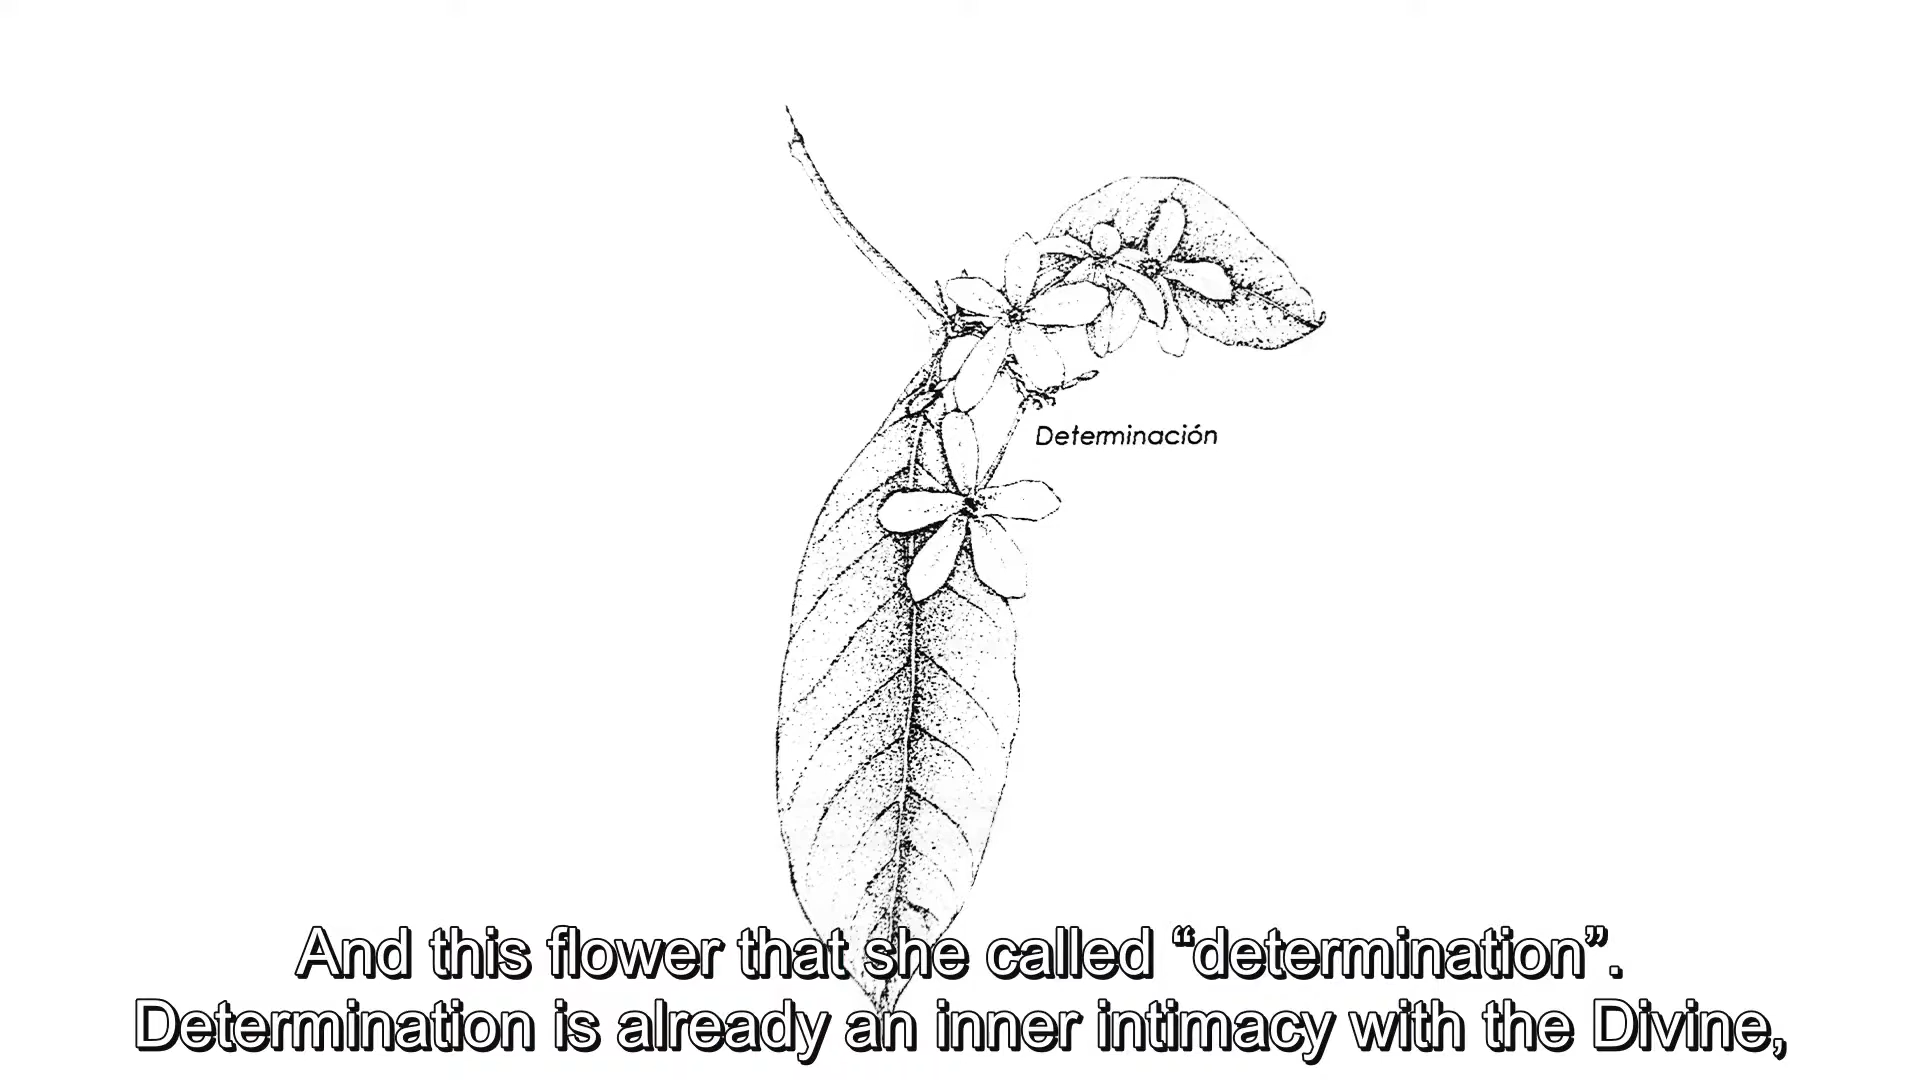 Determinación
And this flower that she called “determination”.
Determination is already an inner intimacy with the Divine,